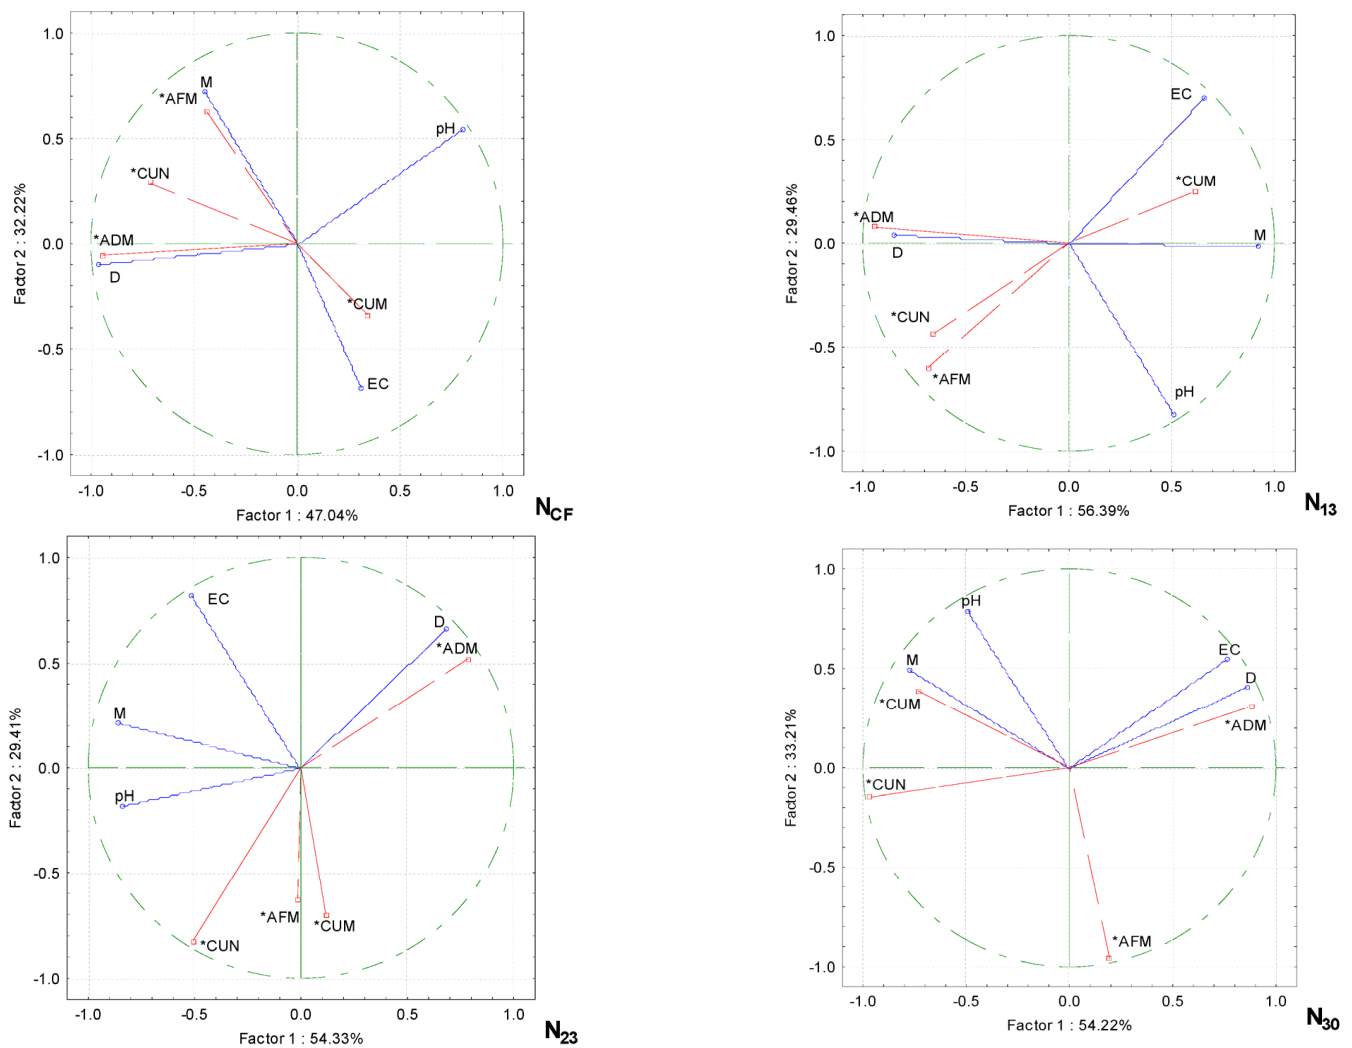 1.0
M
*AFM
pH
0.5
*CUN
*ADM
0.0
D
*CUM
-0.5
EC
-1.0
Factor 2 : 32.22%
-1.0 -0.5 0.0 0.5 1.0
Factor 1 : 47.04%
NCF
1.0
EC
0.5
*CUM
*ADM
M
0.0
D
*CUN
-0.5
*AFM
pH
-1.0
Factor 2 : 29.46%
-1.0 -0.5 0.0 0.5 1.0
Factor 1 : 56.39%
N13
1.0
EC
D
*ADM
0.5
M
0.0
pH
-0.5
*AFM
*CUM
*CUN
-1.0
Factor 2 : 29.41%
-1.0 -0.5 0.0 0.5 1.0
Factor 1 : 54.33%
N23
1.0
pH
EC
M
D
0.5
*CUM
*ADM
0.0
*CUN
-0.5
*AFM
-1.0
Factor 2 : 33.21%
-1.0 -0.5 0.0 0.5 1.0
Factor 1 : 54.22%
N30